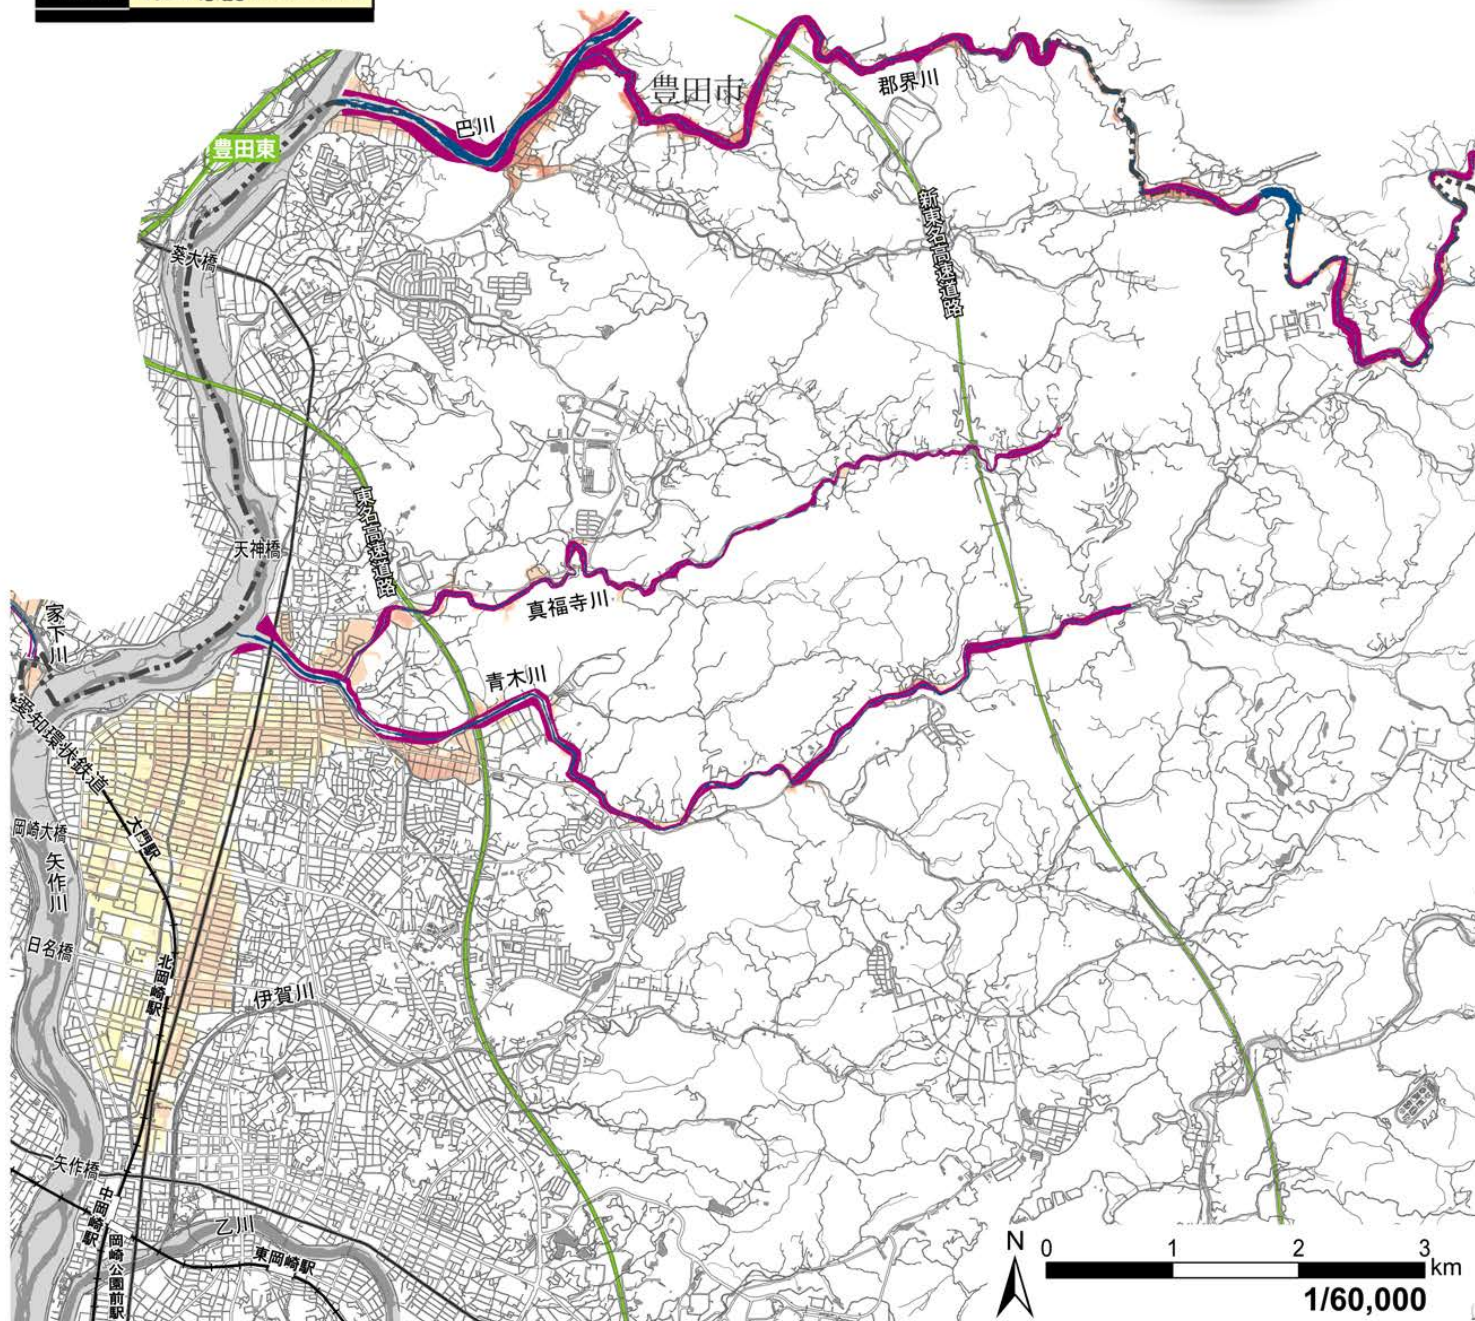 豊田市
郡界川
巴川
豊田東
新東名高速道路
葵大橋
東名高速道路
天神橋
真福寺川
家下川
青木川
愛知環状鉄道
大門駅
岡崎大橋
矢作川
日名橋
北岡崎駅
伊賀川
矢作橋
中岡崎駅
岡崎公園前駅
乙川
東岡崎駅
N
0 1 2 3 km
1/60,000